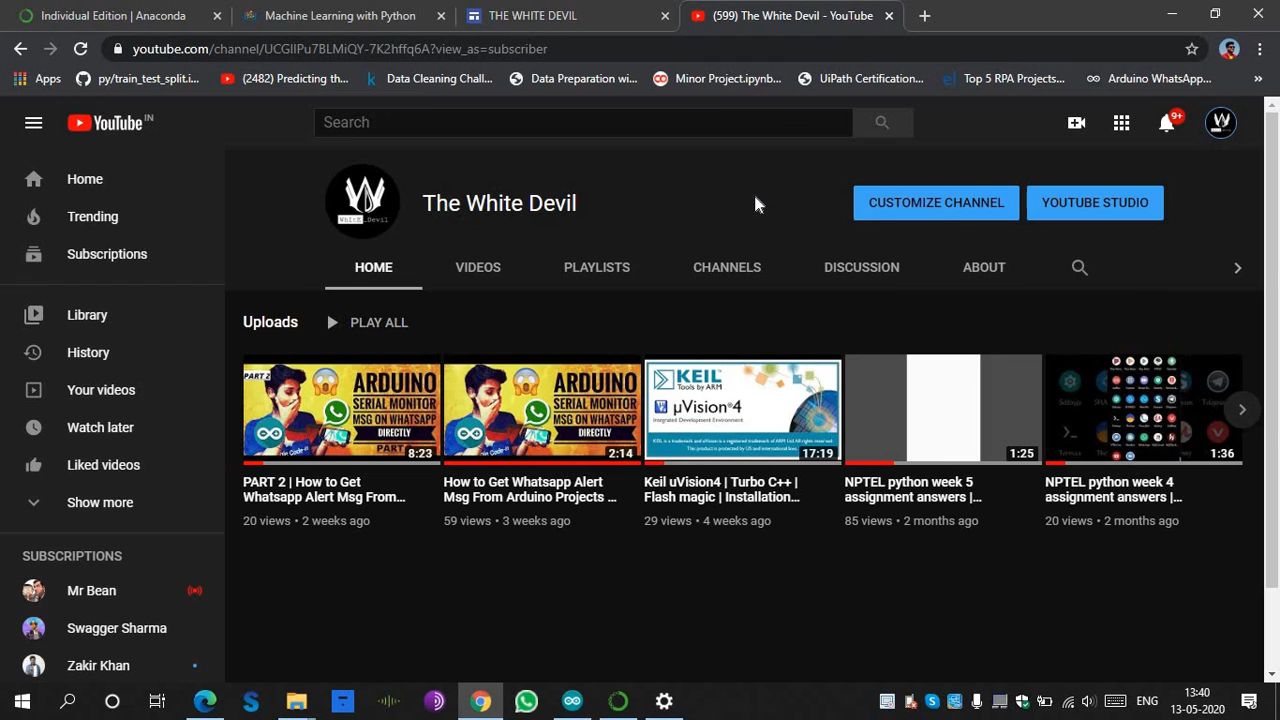 Individual Edition | Anaconda
Machine Learning with Python
THE WHITE DEVIL
(599) The White Devil - YouTube
youtube.com/channel/UCGIlPu7BLMiQY-7K2hffq6A?view_as=subscriber
Apps
py/train_test_split.i...
(2482) Predicting th...
Data Cleaning Chall...
Data Preparation wi...
Minor Project.ipynb...
UiPath Certification...
Top 5 RPA Projects...
Arduino WhatsApp...
YouTube IN
Search
9+
Home
Trending
Subscriptions
Library
History
Your videos
Watch later
Liked videos
Show more
SUBSCRIPTIONS
Mr Bean
Swagger Sharma
Zakir Khan
The White Devil
CUSTOMIZE CHANNEL
YOUTUBE STUDIO
HOME
VIDEOS
PLAYLISTS
CHANNELS
DISCUSSION
ABOUT
Uploads
PLAY ALL
PART 2
ARDUINO
SERIAL MONITOR
MSG ON WHATSAPP
DIRECTLY
PART
8:23
PART 2 | How to Get
Whatsapp Alert Msg From...
20 views • 2 weeks ago
ARDUINO
SERIAL MONITOR
MSG ON WHATSAPP
DIRECTLY
2:14
How to Get Whatsapp Alert
Msg From Arduino Projects ...
59 views • 3 weeks ago
KEIL
Tools by ARM
µVision®4
Integrated Development Environment
17:19
Keil uVision4 | Turbo C++ |
Flash magic | Installation...
29 views • 4 weeks ago
1:25
NPTEL python week 5
assignment answers |...
85 views • 2 months ago
1:36
NPTEL python week 4
assignment answers |...
20 views • 2 months ago
ENG
13:40
13-05-2020